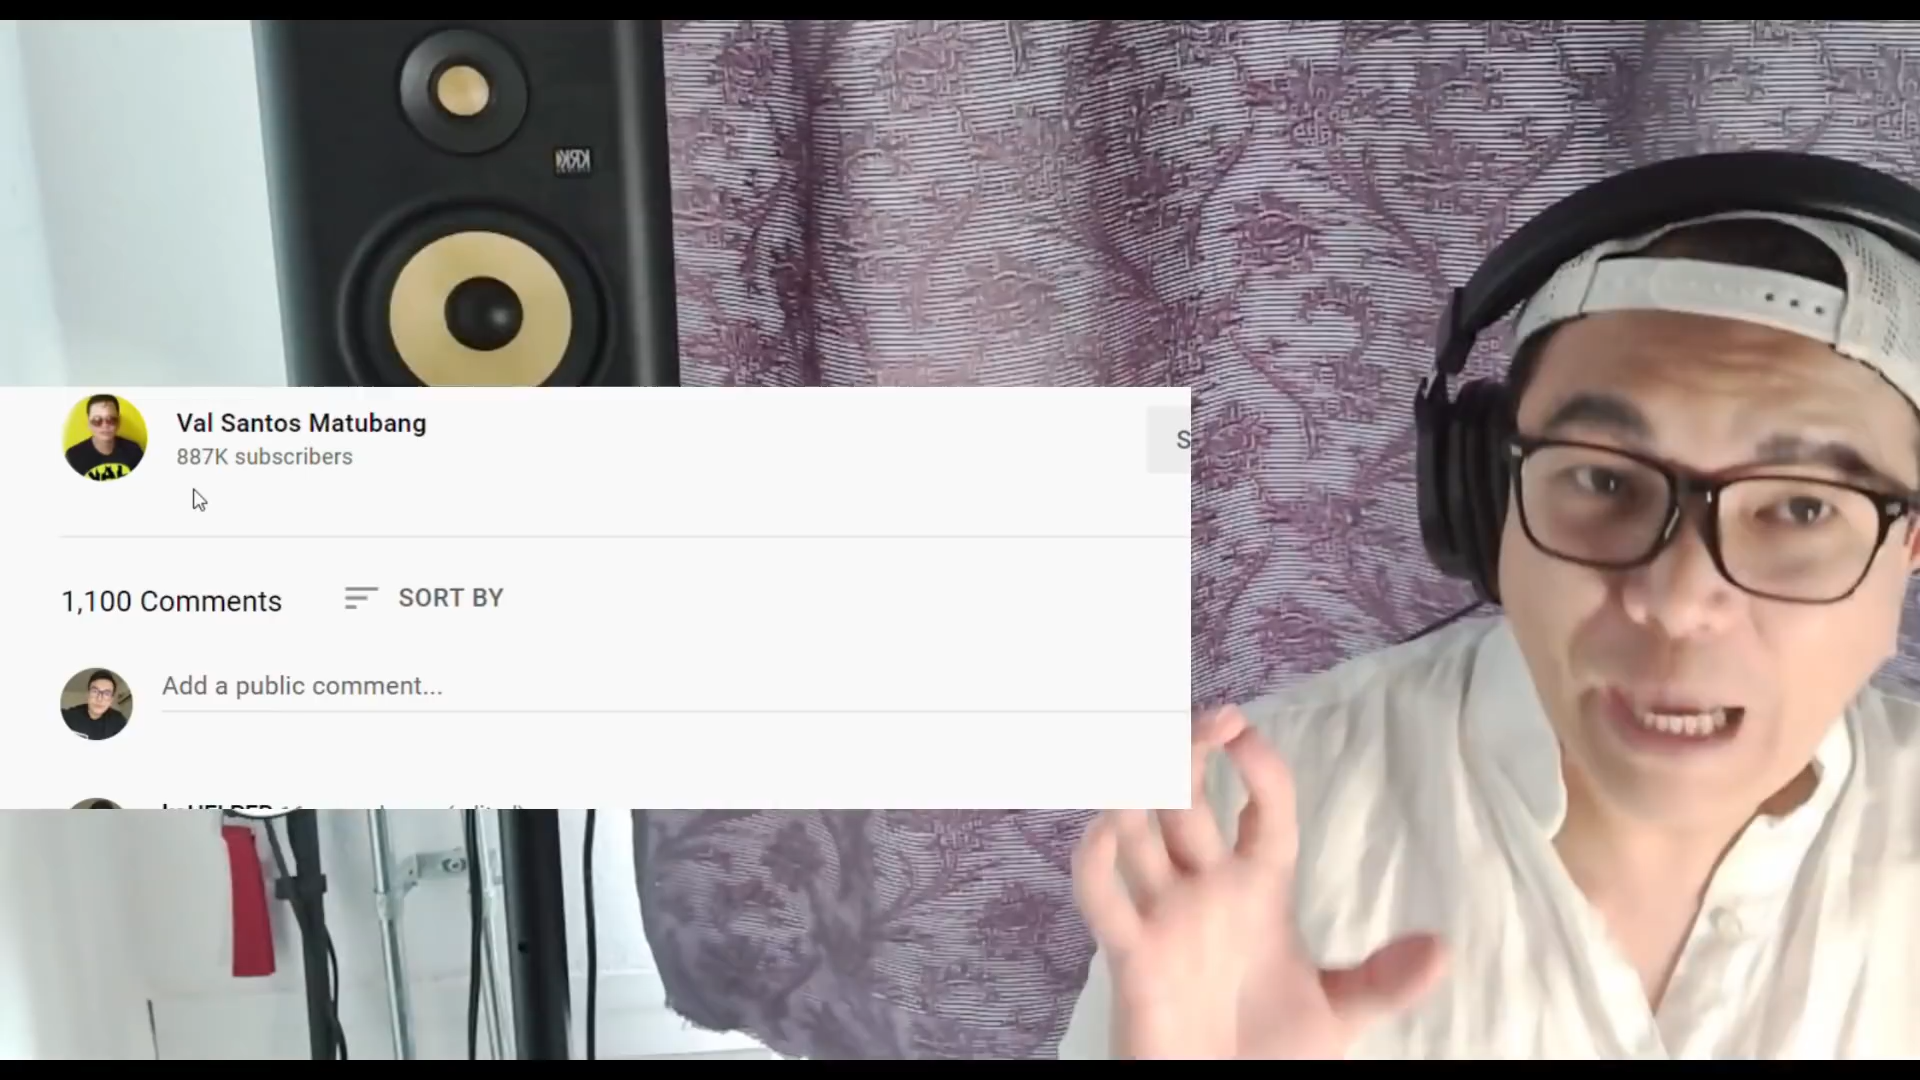 Val Santos Matubang
887K subscribers
S
1,100 Comments
SORT BY
Add a public comment...